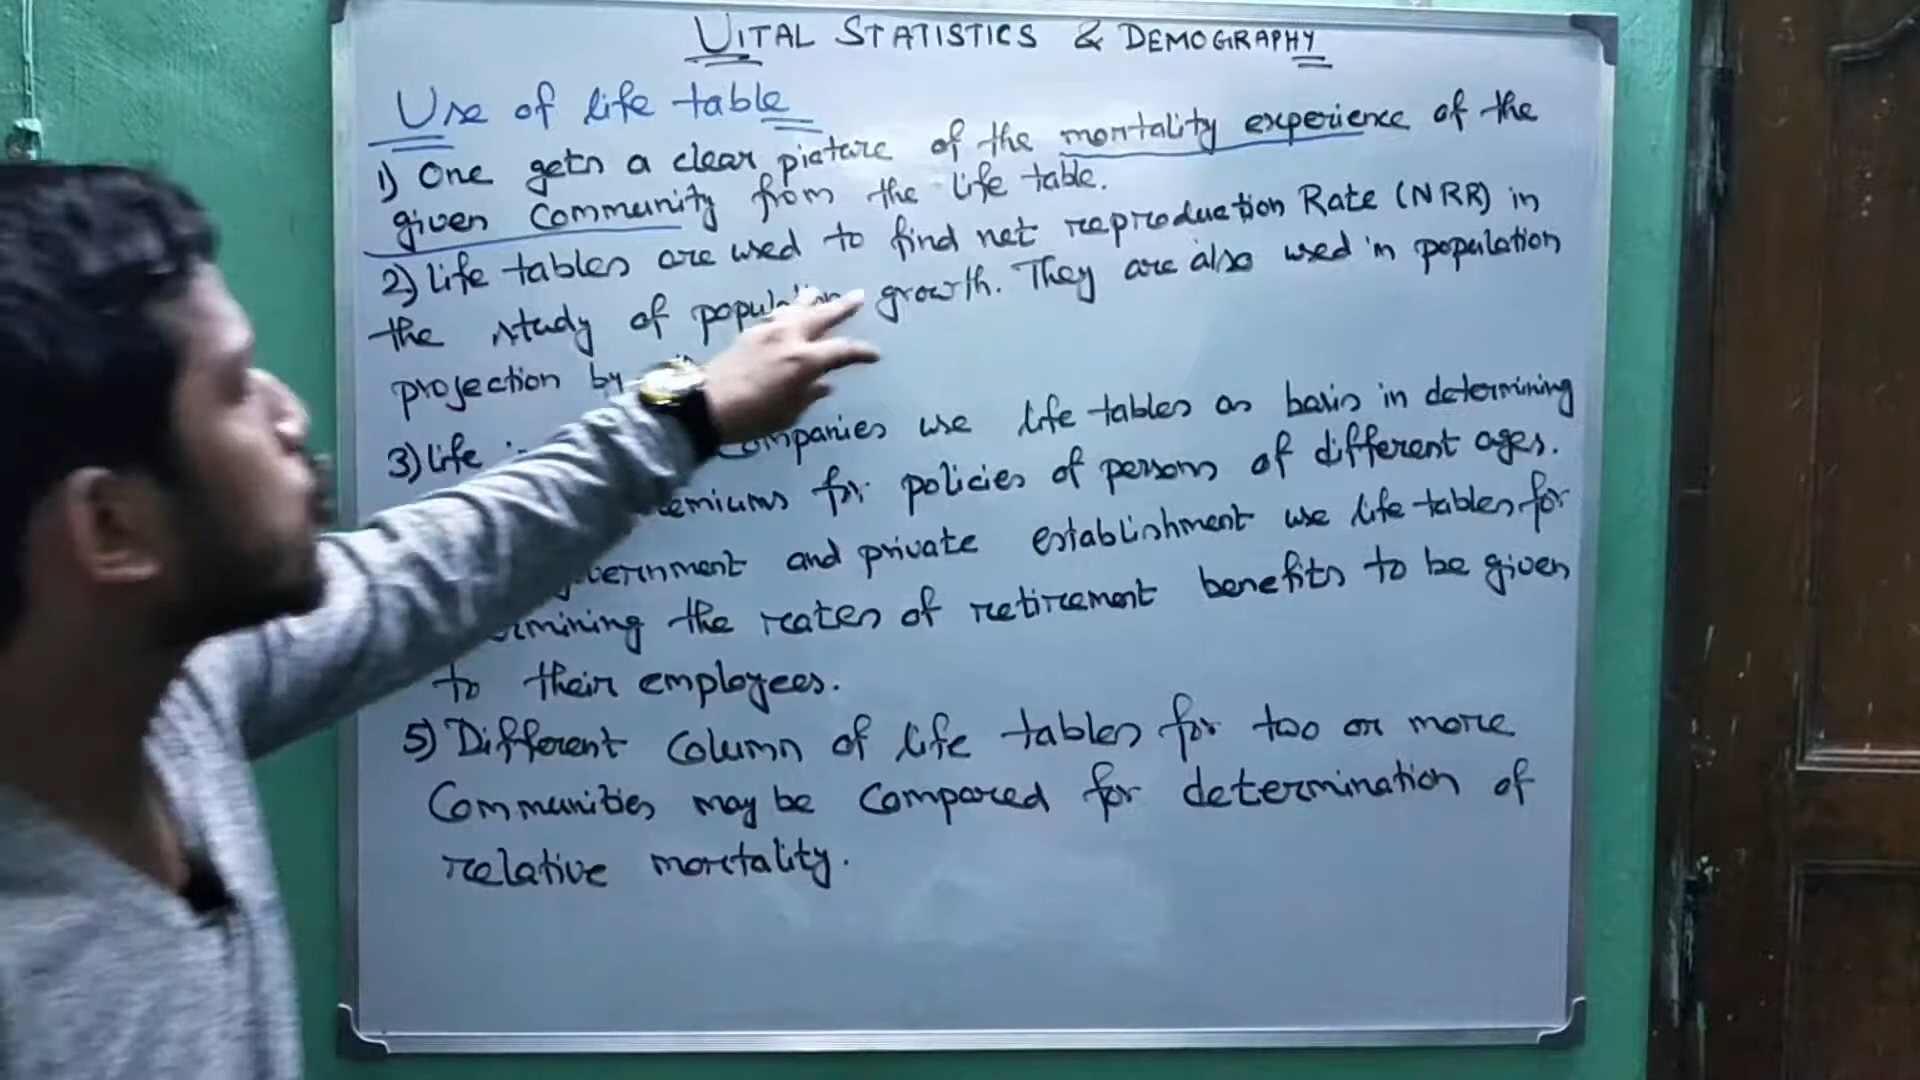 VITAL STATISTICS & DEMOGRAPHY
Use of life table
1) One gets a clear picture of the mortality experience of the
given Community from the life table.
2) life tables are used to find net reproduction Rate (NRR) in
the study of population growth. They are also used in population
projection by
3) life companies use life tables as basis in determining
for policies of persons of different ages.
and private establishment use life tables for
the rates of retirement benefits to be given
to their employees.
5) Different Column of life tables for too or more
Communities may be Compared for determination of
relative mortality.